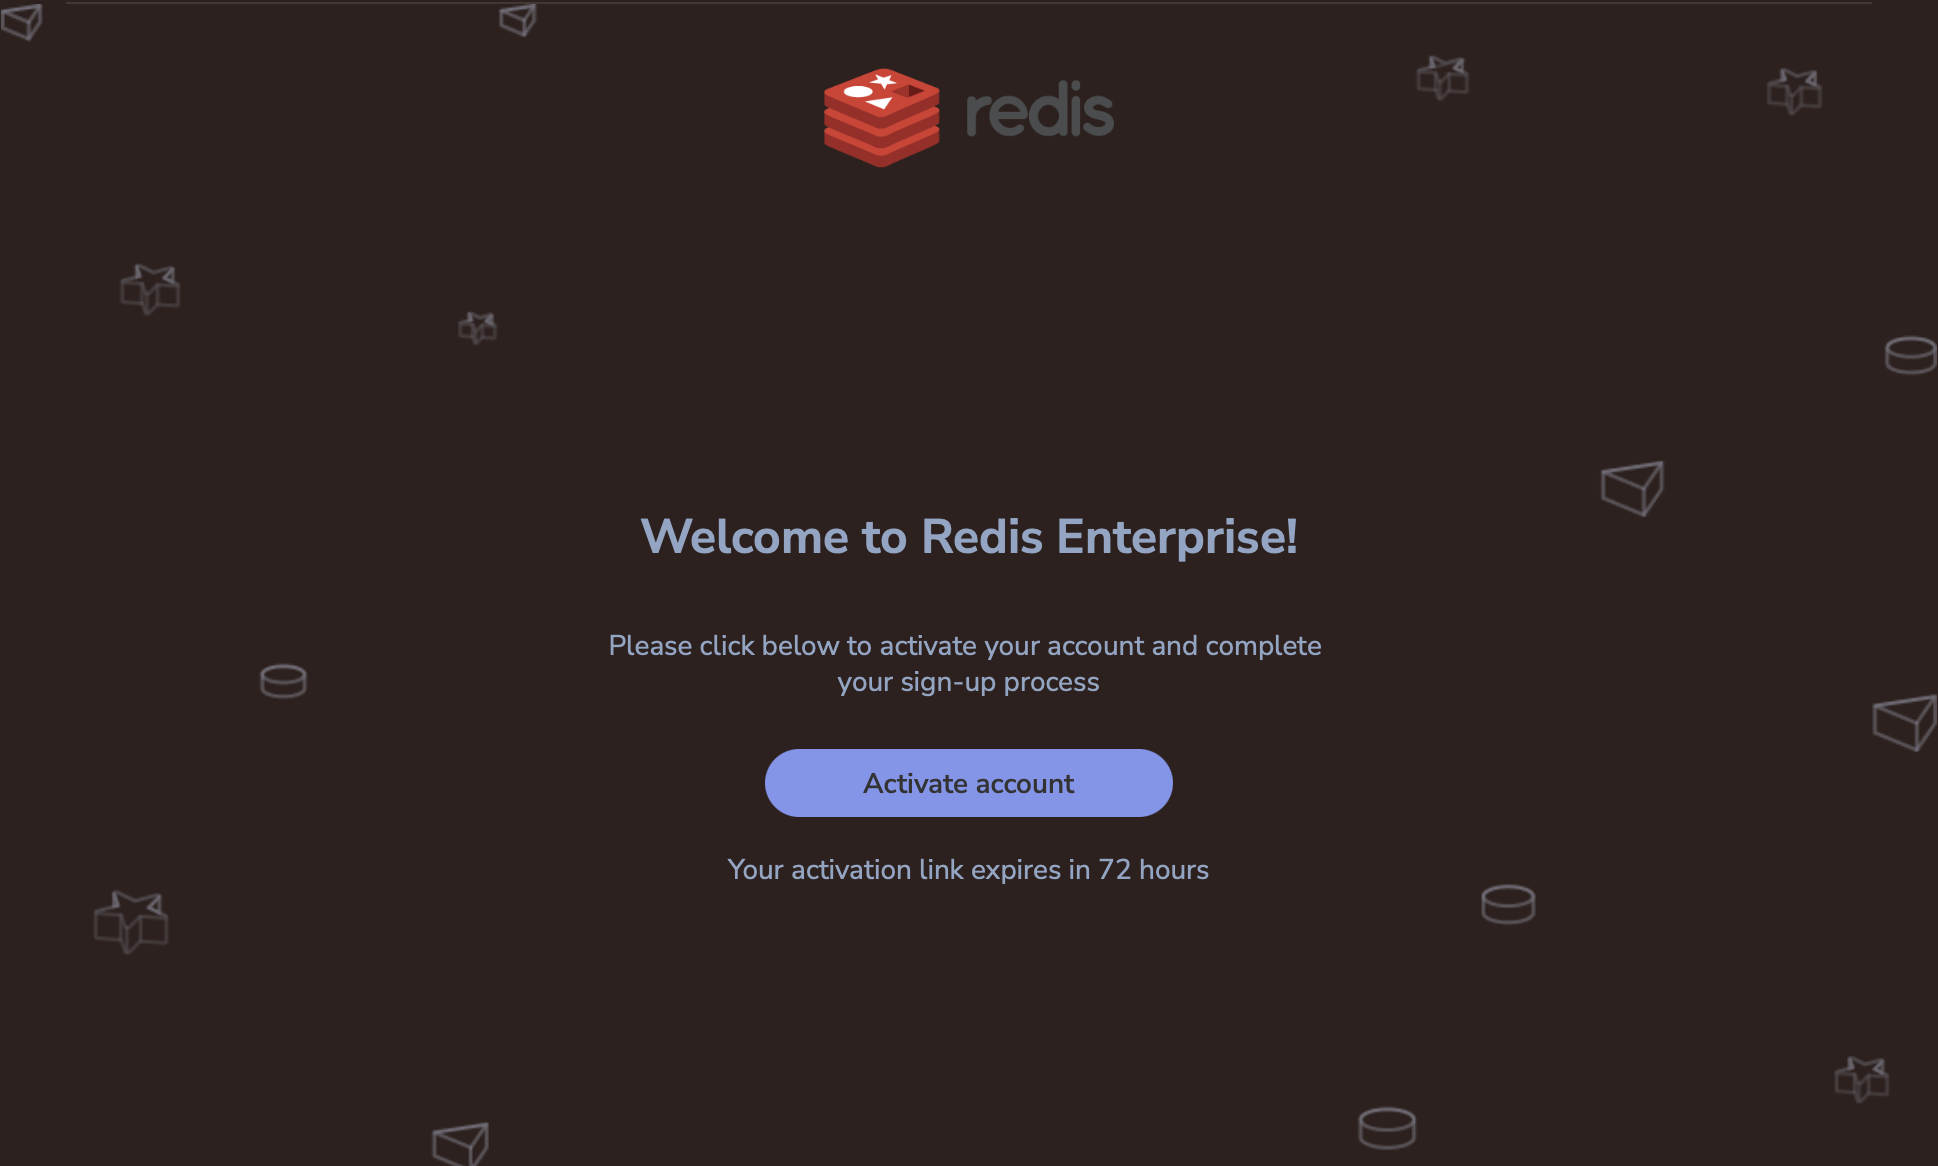 redis
Welcome to Redis Enterprise!
Please click below to activate your account and complete
your sign-up process
Activate account
Your activation link expires in 72 hours